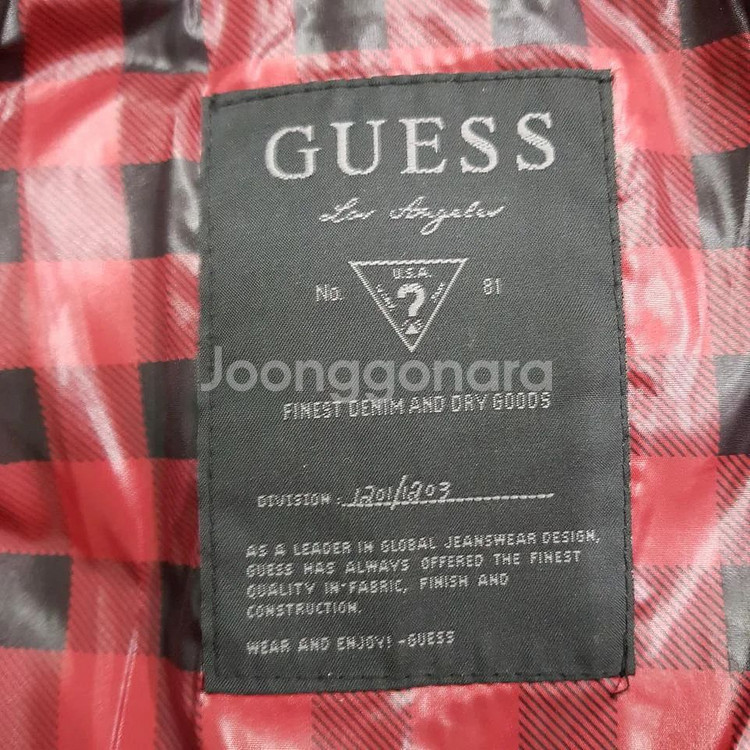 GUESS
Los Angeles
U.S.A.
No. ? 81
Joonggonara
FINEST DENIM AND DRY GOODS
DIVISION: 1201/1203
AS A LEADER IN GLOBAL JEANSWEAR DESIGN,
GUESS HAS ALWAYS OFFERED THE FINEST
QUALITY IN FABRIC, FINISH AND
CONSTRUCTION.
WEAR AND ENJOY! -GUESS